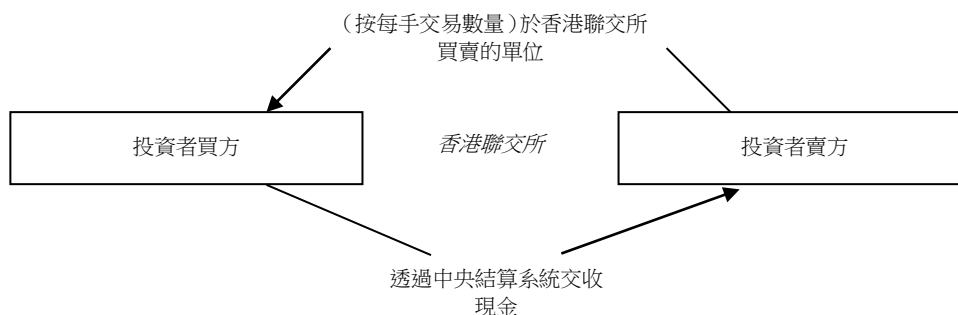 （按每手交易數量）於香港聯交所
買賣的單位
投資者買方
香港聯交所
投資者賣方
透過中央結算系統交收
現金